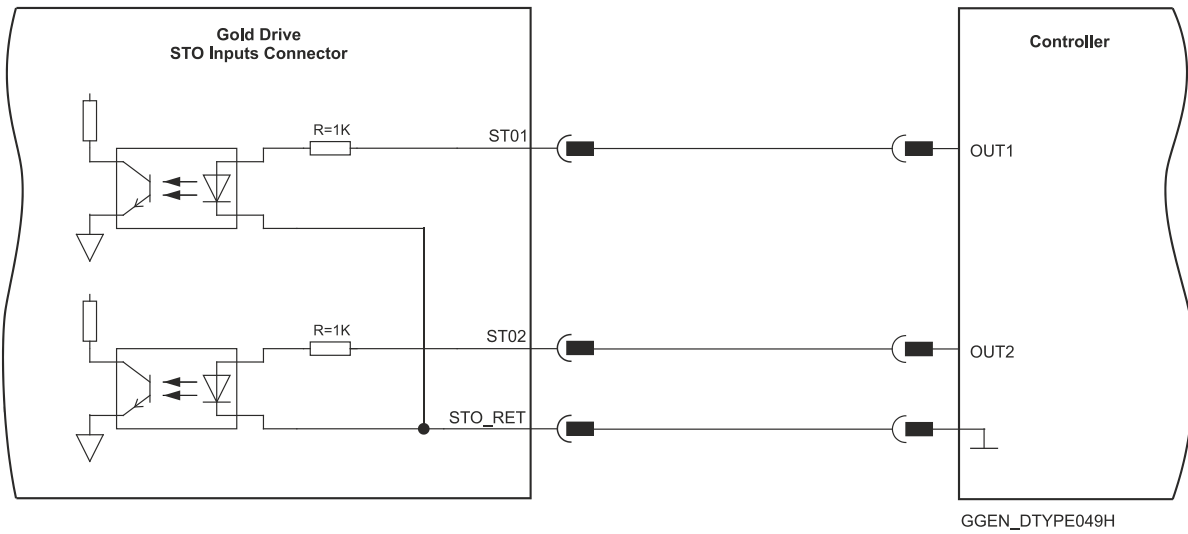 Gold Drive
STO Inputs Connector
Controller
R=1K
ST01
OUT1
R=1K
ST02
OUT2
STO_RET
GGEN_DTYPE049H